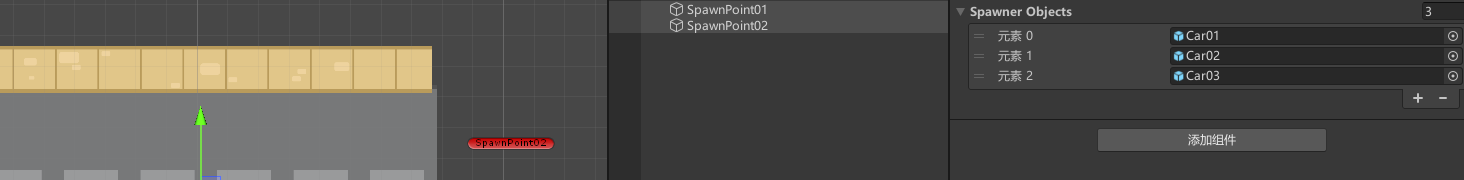 SpawnPoint02
SpawnPoint01
SpawnPoint02
Spawner Objects 3
元素 0 Car01
元素 1 Car02
元素 2 Car03
添加组件